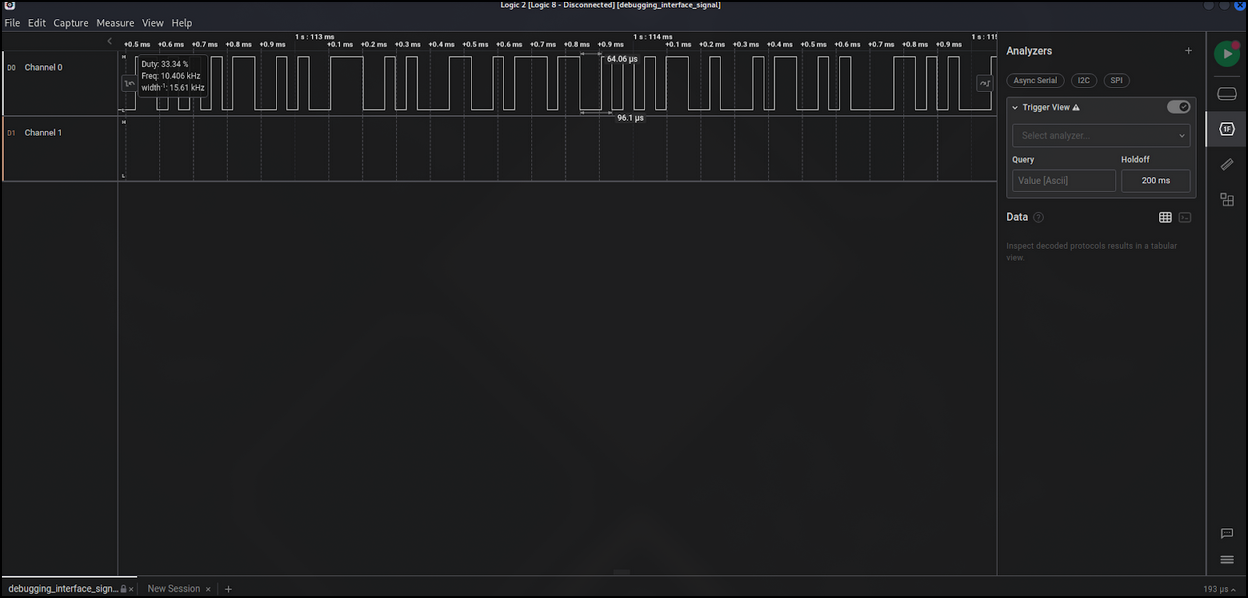 Logic 2 [Logic 8 - Disconnected] [debugging_interface_signal]
File Edit Capture Measure View Help
1 s : 113 ms 1 s : 114 ms 1 s : 115
+0.5 ms +0.6 ms +0.7 ms +0.8 ms +0.9 ms +0.1 ms +0.2 ms +0.3 ms +0.4 ms +0.5 ms +0.6 ms +0.7 ms +0.8 ms +0.9 ms +0.1 ms +0.2 ms +0.3 ms +0.4 ms +0.5 ms +0.6 ms +0.7 ms +0.8 ms +0.9 ms
D0 Channel 0
H
L
Duty: 33.34 %
Freq: 10.406 kHz
width⁻¹: 15.61 kHz
64.06 µs
96.1 µs
D1 Channel 1
H
L
Analyzers +
Async Serial I2C SPI
Trigger View
Select analyzer...
Query Holdoff
Value [Ascii] 200 ms
Data ?
Inspect decoded protocols results in a tabular
view.
1F
debugging_interface_sign... × New Session × +
193 µs